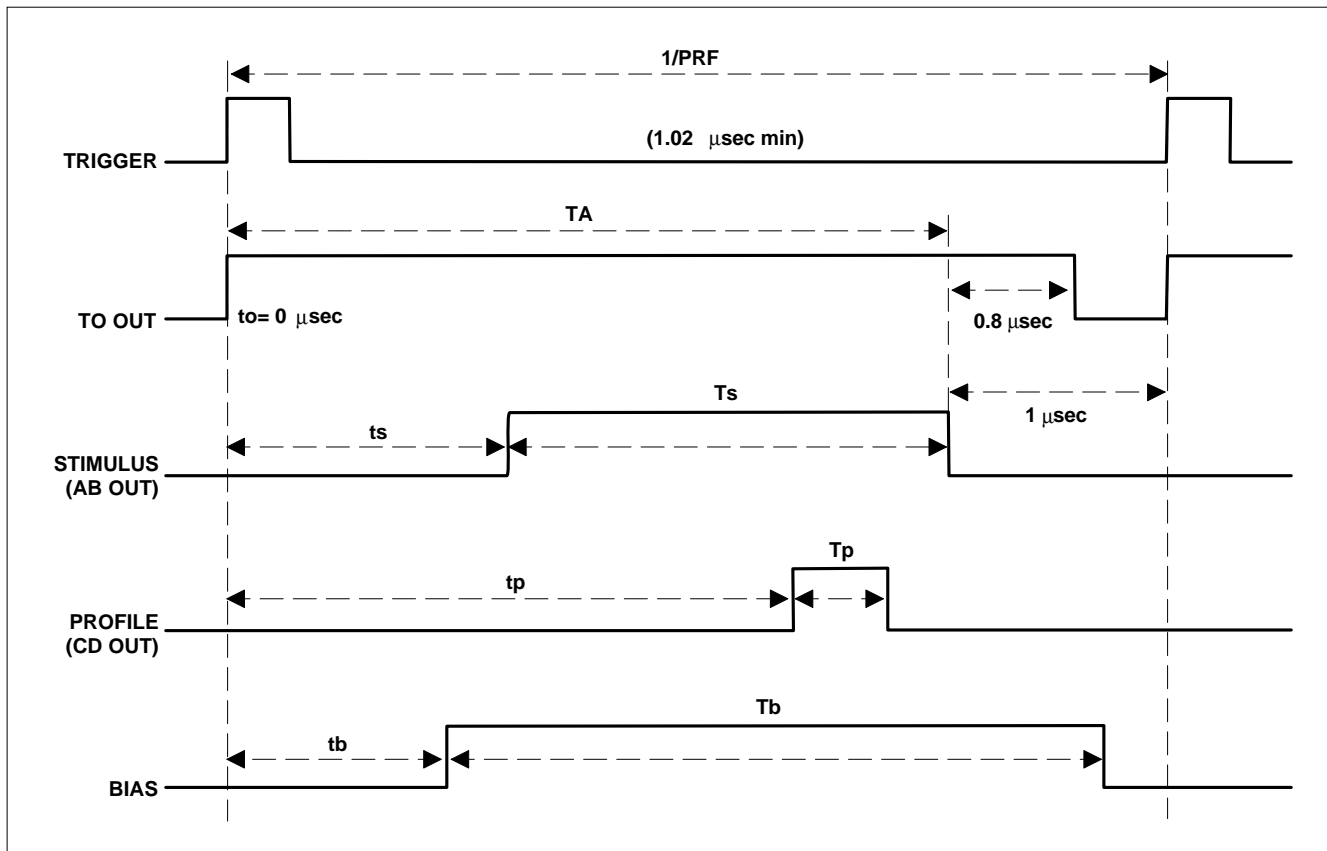 1/PRF
(1.02 μsec min)
TRIGGER
TA
TO OUT
to= 0 μsec
0.8 μsec
Ts
1 μsec
ts
STIMULUS
(AB OUT)
Tp
tp
PROFILE
(CD OUT)
Tb
tb
BIAS